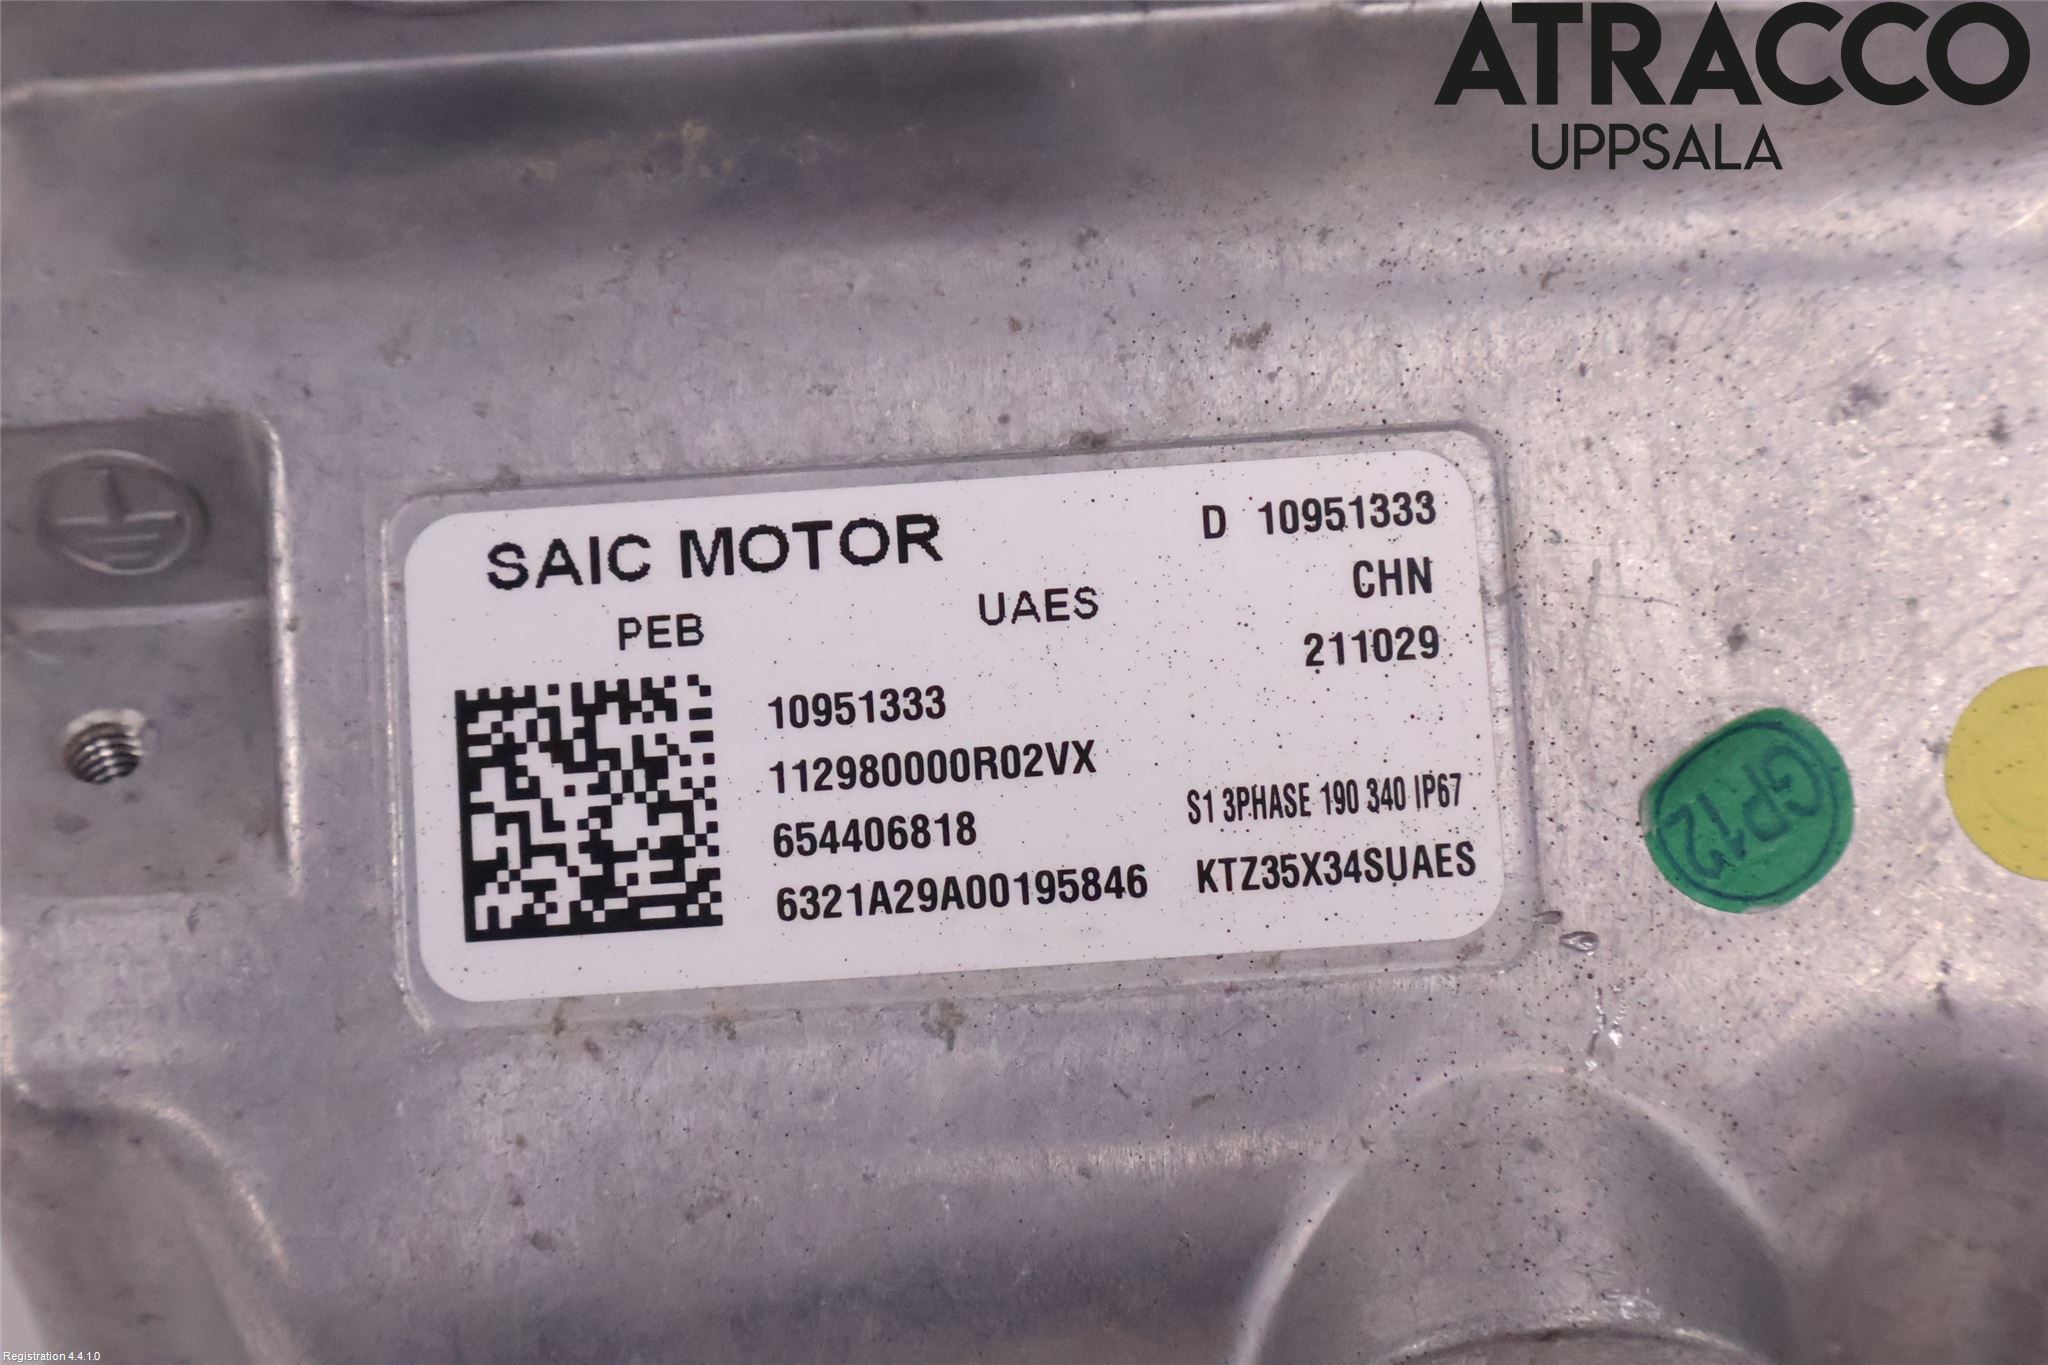 ATRACCO
UPPSALA
SAIC MOTOR
D 10951333
CHN
PEB
UAES
211029
10951333
112980000R02VX
654406818
S1 3PHASE 190 340 IP67
6321A29A00195846
KTZ35X34SUAES
GP12
Registration 4.4.1.0